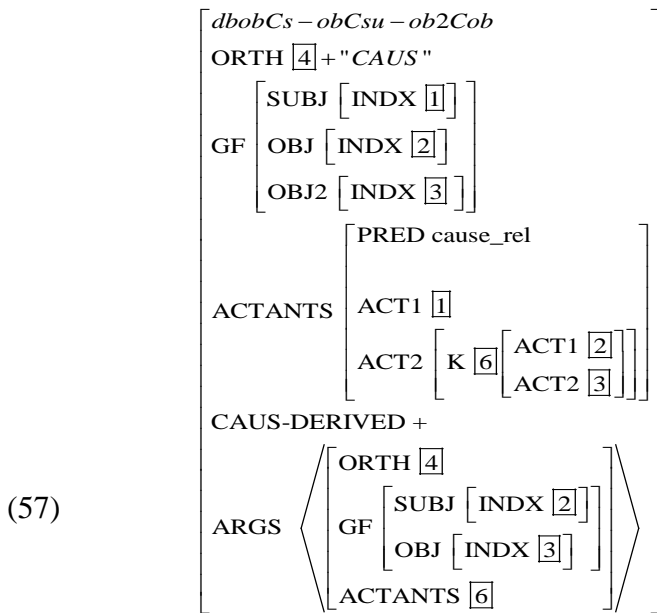 dbobCs – obCsu – ob2Cob
ORTH 4 + "CAUS"
SUBJ [INDX 1]
GF OBJ [INDX 2]
OBJ2 [INDX 3]
PRED cause_rel
ACTANTS ACT1 1
ACT2 [K 6 [ACT1 2
ACT2 3]]
CAUS-DERIVED +
ORTH 4
SUBJ [INDX 2]
(57) ARGS GF
OBJ [INDX 3]
ACTANTS 6